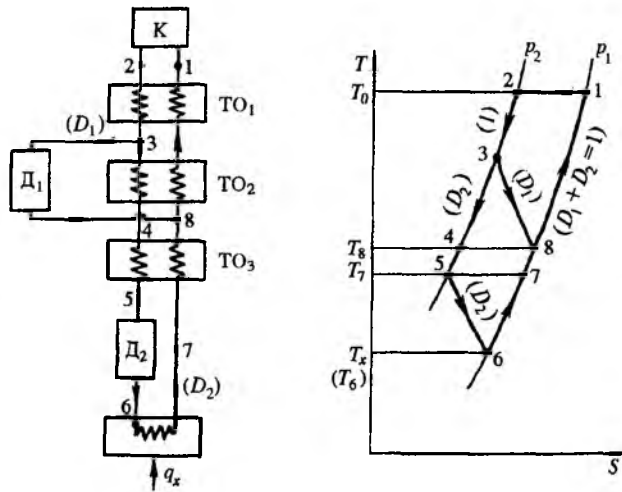 К
2
1
TO₁
(D₁)
3
Д₁
TO₂
4
8
TO₃
5
Д₂
7
(D₂)
6
qₓ
T
p₂
p₁
T₀
2
1
(1)
3
(D₁)
(D₂)
(D₁ + D₂ = 1)
T₈
4
8
T₇
5
7
(D₂)
Tₓ
(T₆)
6
S